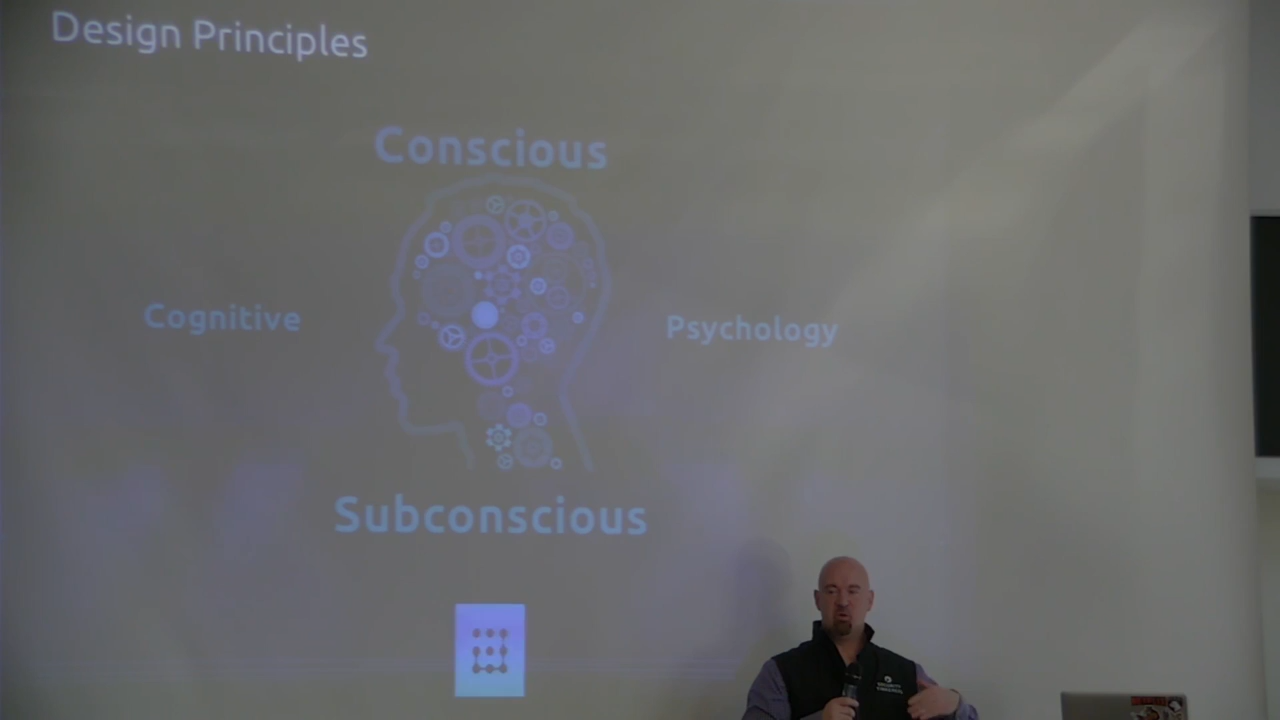 Design Principles
Conscious
Cognitive
Psychology
Subconscious